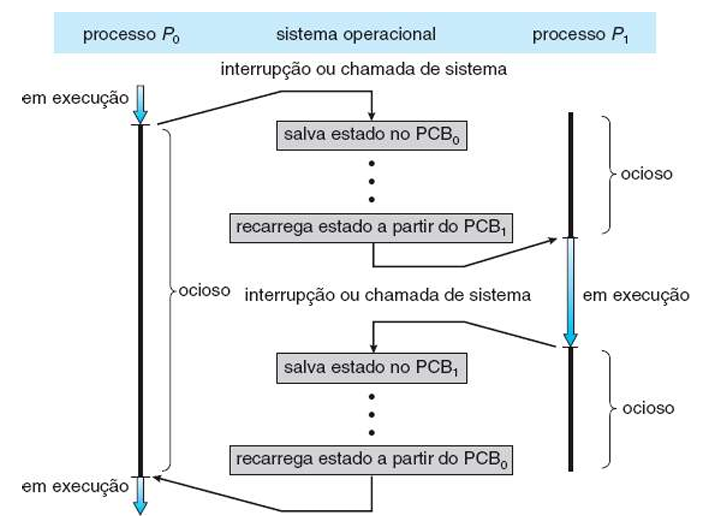 processo P0 sistema operacional processo P1
interrupção ou chamada de sistema
em execução
salva estado no PCB0
ocioso
recarrega estado a partir do PCB1
ocioso
interrupção ou chamada de sistema
em execução
salva estado no PCB1
ocioso
recarrega estado a partir do PCB0
em execução